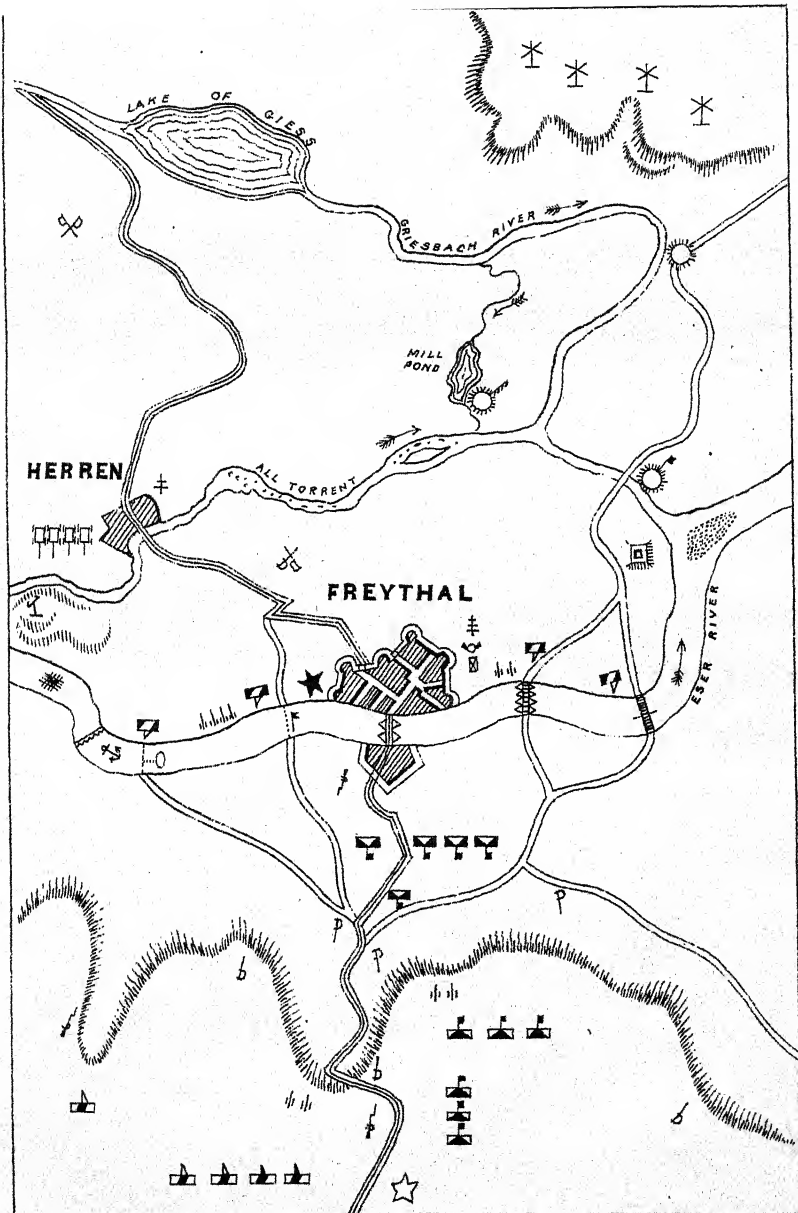 LAKE OF GIESS
GRIESBACH RIVER
MILL
POND
HERREN
ALL TORRENT
FREYTHAL
ESER RIVER
P
P
P
b
b
b